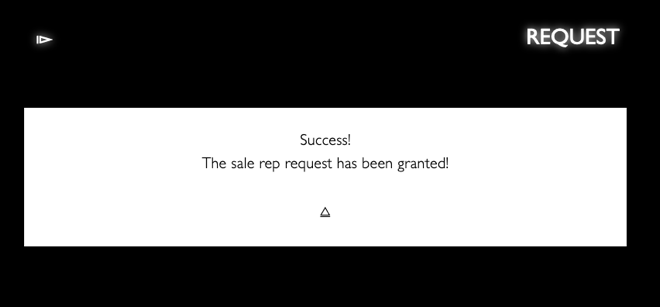 REQUEST
Success!
The sale rep request has been granted!